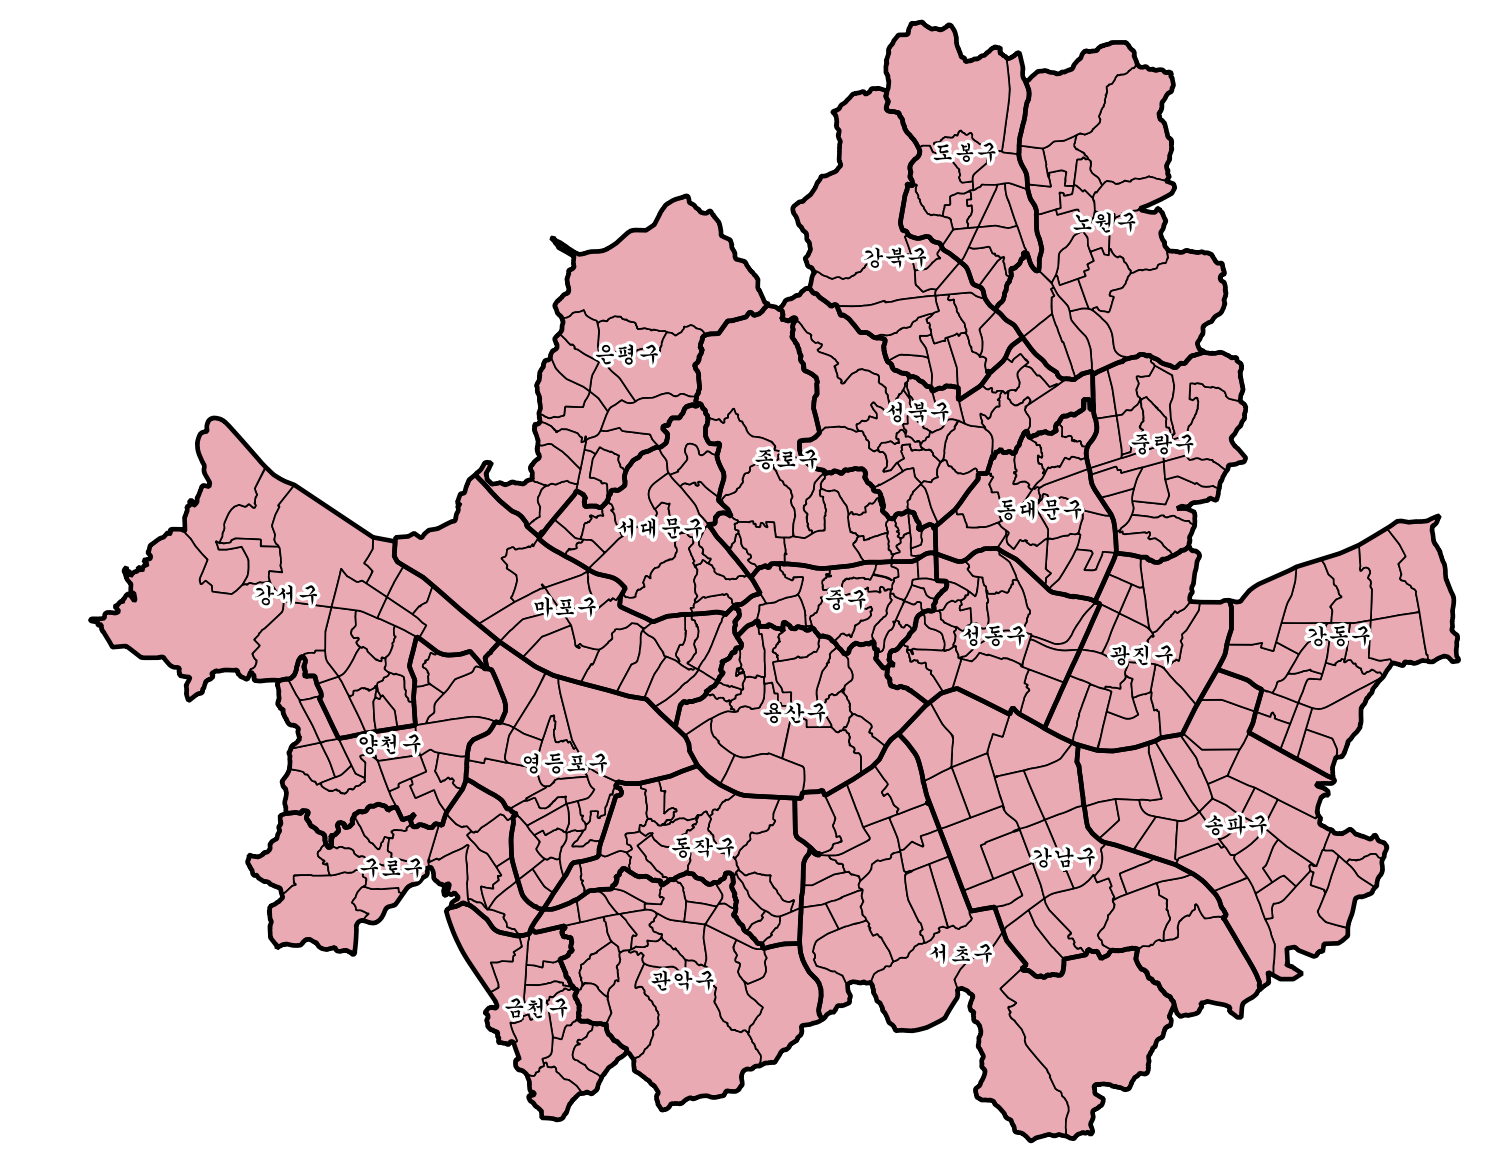 도봉구
노원구
강북구
은평구
성북구
중랑구
종로구
동대문구
서대문구
강서구
중구
마포구
성동구
강동구
광진구
용산구
양천구
영등포구
송파구
동작구
강남구
구로구
서초구
관악구
금천구